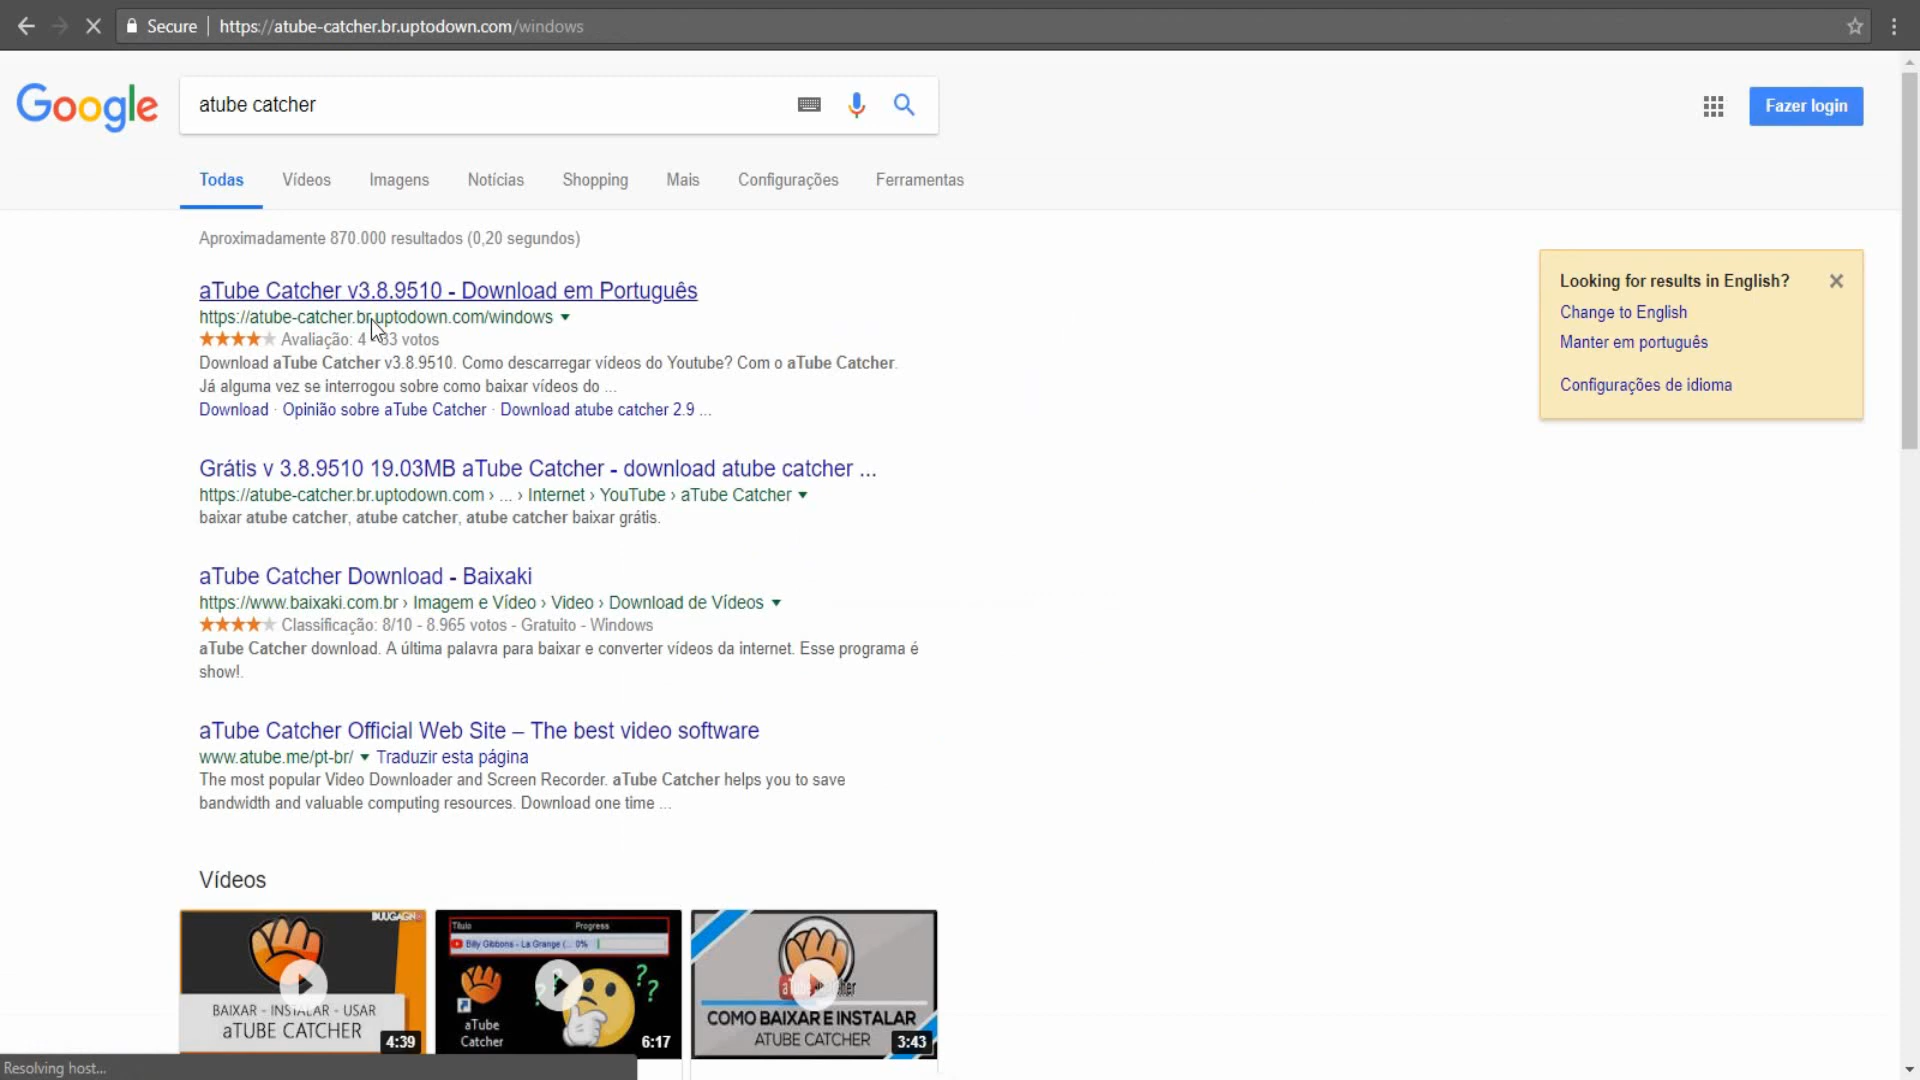 Secure https://atube-catcher.br.uptodown.com/windows
Google
atube catcher
Fazer login
Todas Vídeos Imagens Notícias Shopping Mais Configurações Ferramentas
Aproximadamente 870.000 resultados (0,20 segundos)
aTube Catcher v3.8.9510 - Download em Português
https://atube-catcher.br.uptodown.com/windows
Avaliação: 4 33 votos
Download aTube Catcher v3.8.9510. Como descarregar vídeos do Youtube? Com o aTube Catcher.
Já alguma vez se interrogou sobre como baixar vídeos do ...
Download · Opinião sobre aTube Catcher · Download atube catcher 2.9 ...
Looking for results in English?
Change to English
Manter em português
Configurações de idioma
Grátis v 3.8.9510 19.03MB aTube Catcher - download atube catcher ...
https://atube-catcher.br.uptodown.com › ... › Internet › YouTube › aTube Catcher
baixar atube catcher, atube catcher, atube catcher baixar grátis.
aTube Catcher Download - Baixaki
https://www.baixaki.com.br › Imagem e Vídeo › Video › Download de Vídeos
Classificação: 8/10 - 8.965 votos - Gratuito - Windows
aTube Catcher download. A última palavra para baixar e converter vídeos da internet. Esse programa é
show!.
aTube Catcher Official Web Site – The best video software
www.atube.me/pt-br/ Traduzir esta página
The most popular Video Downloader and Screen Recorder. aTube Catcher helps you to save
bandwidth and valuable computing resources. Download one time ...
Vídeos
BAIXAR - INSTALAR - USAR
aTUBE CATCHER
4:39
Título Progress
Billy Gibbons - La Grange (... 0%
aTube
Catcher
6:17
COMO BAIXAR E INSTALAR
ATUBE CATCHER
3:43
Resolving host...